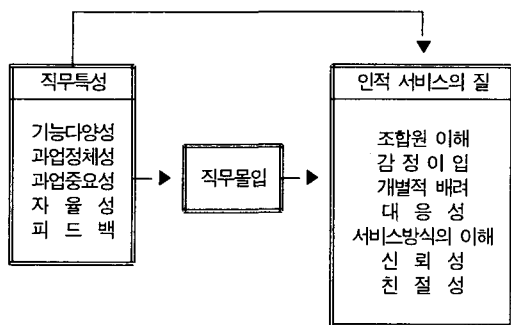 직무특성
기능다양성
과업정체성
과업중요성
자 율 성
피 드 백
직무몰입
인적 서비스의 질
조합원 이해
감 정 이 입
개별적 배려
대 응 성
서비스방식의 이해
신 뢰 성
친 절 성